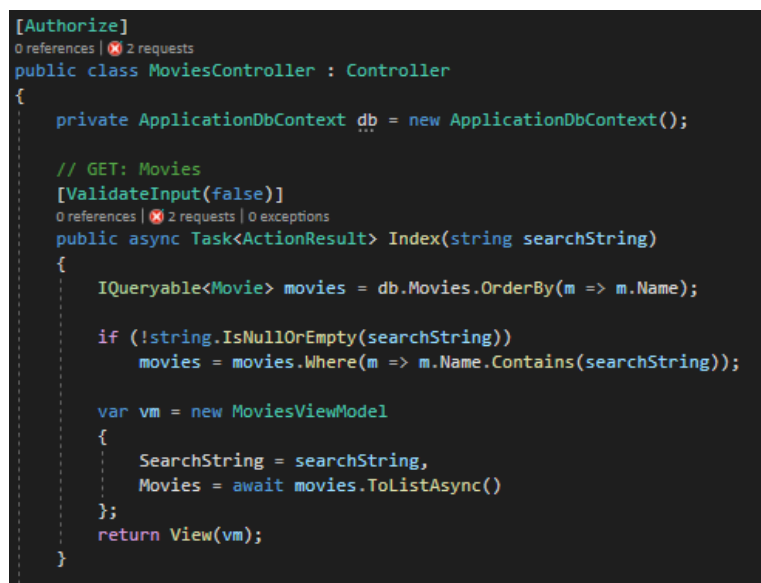 [Authorize]
0 references | 2 requests
public class MoviesController : Controller
{
private ApplicationDbContext db = new ApplicationDbContext();
// GET: Movies
[ValidateInput(false)]
0 references | 2 requests | 0 exceptions
public async Task<ActionResult> Index(string searchString)
{
IQueryable<Movie> movies = db.Movies.OrderBy(m => m.Name);
if (!string.IsNullOrEmpty(searchString))
movies = movies.Where(m => m.Name.Contains(searchString));
var vm = new MoviesViewModel
{
SearchString = searchString,
Movies = await movies.ToListAsync()
};
return View(vm);
}